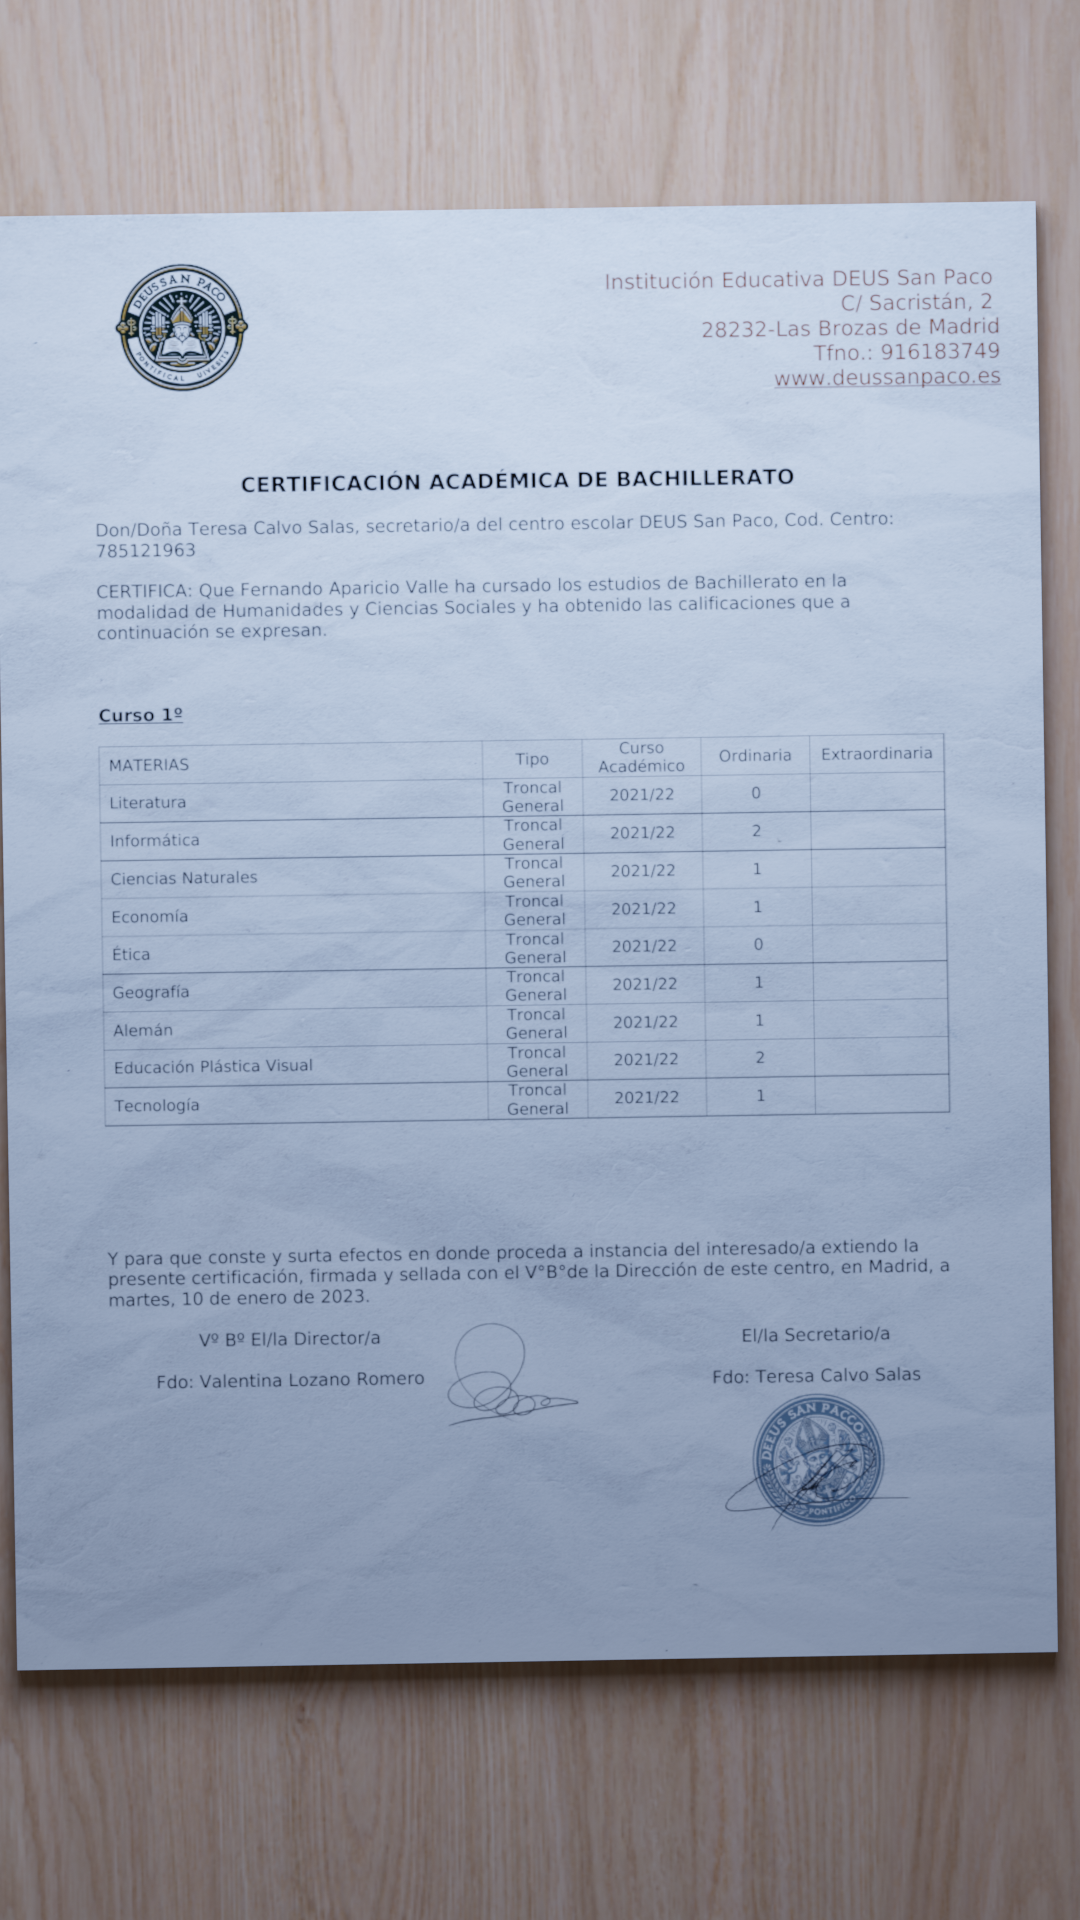 DEUS SAN PACO
PONTIFICAL UIVERITS
Institución Educativa DEUS San Paco
C/ Sacristán, 2
28232-Las Brozas de Madrid
Tfno.: 916183749
www.deussanpaco.es
CERTIFICACIÓN ACADÉMICA DE BACHILLERATO
Don/Doña Teresa Calvo Salas, secretario/a del centro escolar DEUS San Paco, Cod. Centro:
785121963
CERTIFICA: Que Fernando Aparicio Valle ha cursado los estudios de Bachillerato en la
modalidad de Humanidades y Ciencias Sociales y ha obtenido las calificaciones que a
continuación se expresan.
Curso 1º
MATERIAS Tipo Curso Académico Ordinaria Extraordinaria
Literatura Troncal General 2021/22 0
Informática Troncal General 2021/22 2
Ciencias Naturales Troncal General 2021/22 1
Economía Troncal General 2021/22 1
Ética Troncal General 2021/22 0
Geografía Troncal General 2021/22 1
Alemán Troncal General 2021/22 1
Educación Plástica Visual Troncal General 2021/22 2
Tecnología Troncal General 2021/22 1
Y para que conste y surta efectos en donde proceda a instancia del interesado/a extiendo la
presente certificación, firmada y sellada con el V°B°de la Dirección de este centro, en Madrid, a
martes, 10 de enero de 2023.
Vº Bº El/la Director/a
El/la Secretario/a
Fdo: Valentina Lozano Romero
Fdo: Teresa Calvo Salas
DEEUS SAN PACCO
PONTIFICO